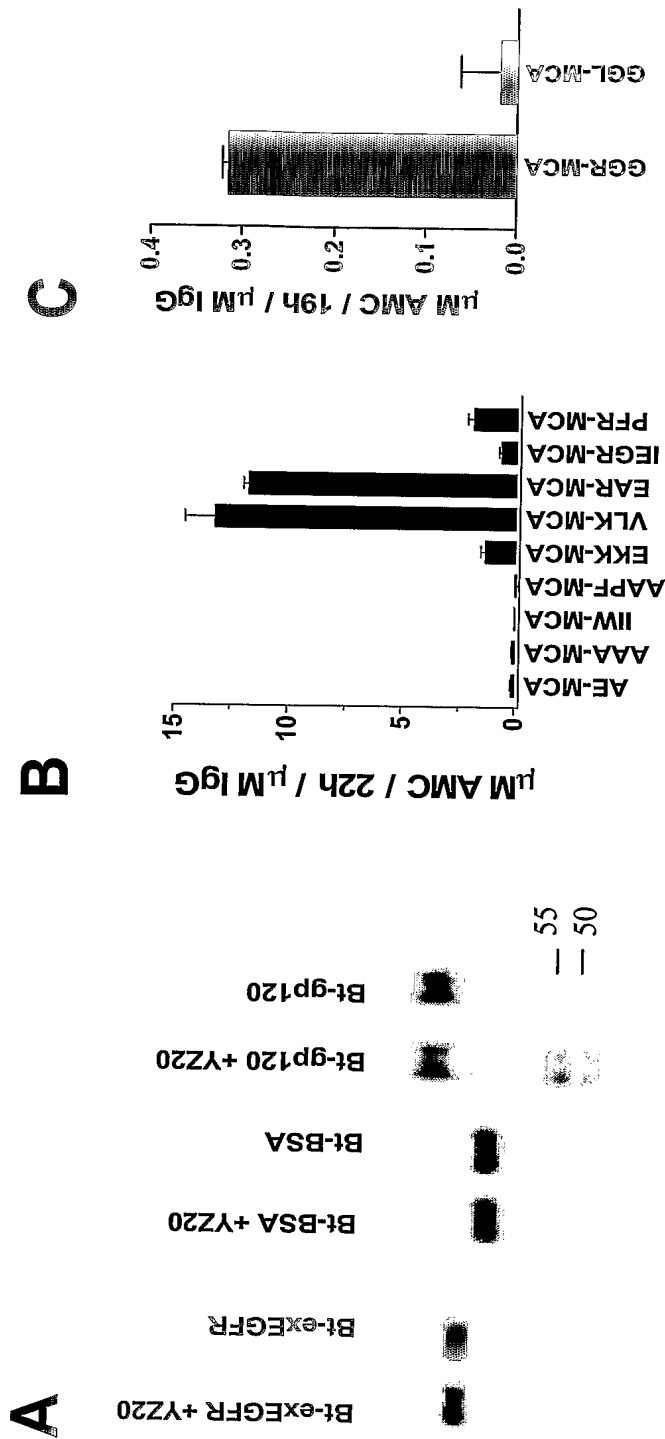 A
Bt-exEGFR +YZ20
Bt-exEGFR
Bt-BSA +YZ20
Bt-BSA
Bt-gp120 +YZ20
Bt-gp120
55
50
B
µM AMC / 22h / µM IgG
15
10
5
0
AE-MCA
AAA-MCA
IIW-MCA
AAPF-MCA
EKK-MCA
VLK-MCA
EAR-MCA
IEGR-MCA
PFR-MCA
C
µM AMC / 19h / µM IgG
0.4
0.3
0.2
0.1
0.0
GGR-MCA
GGL-MCA